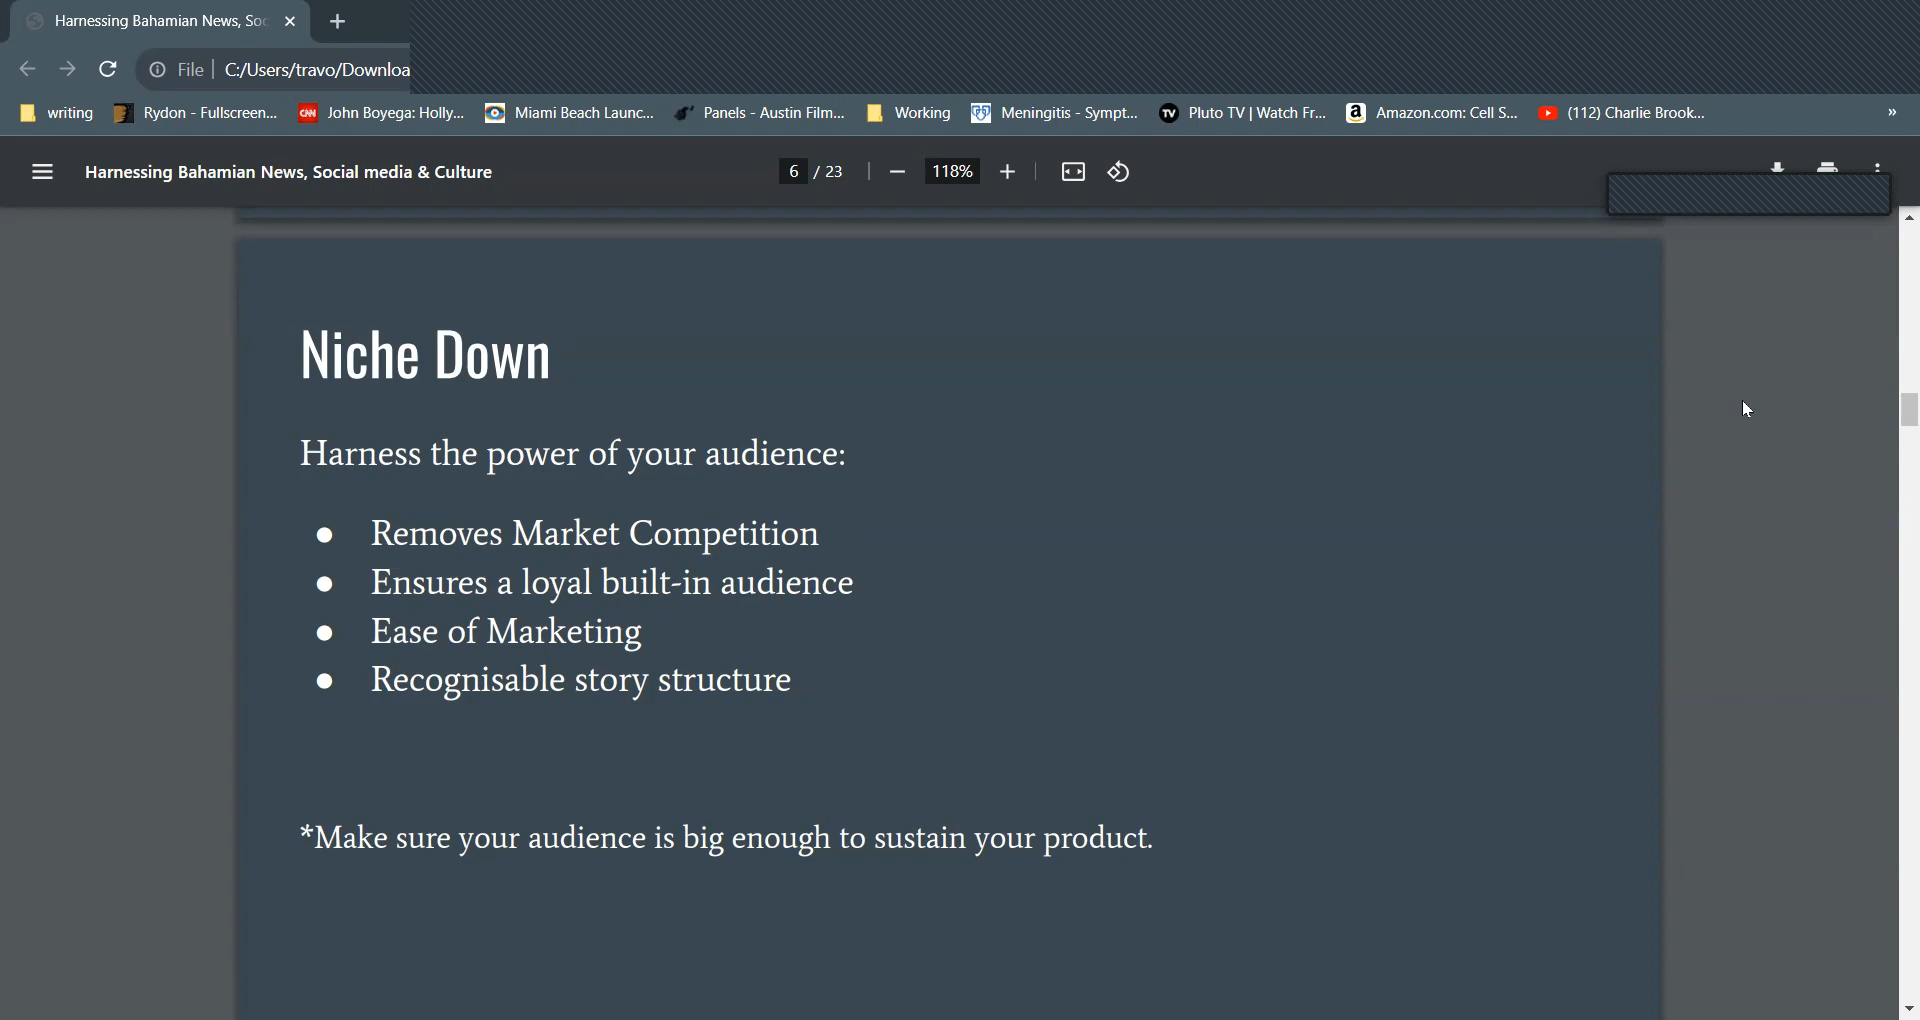 Harnessing Bahamian News, Soc
File
C:/Users/travo/Downloa
writing
Rydon - Fullscreen...
CNN
John Boyega: Holly...
Miami Beach Launc...
Panels - Austin Film...
Working
Meningitis - Sympt...
TV
Pluto TV | Watch Fr...
a
Amazon.com: Cell S...
(112) Charlie Brook...
»
Harnessing Bahamian News, Social media & Culture
6 / 23
118%
Niche Down
Harness the power of your audience:
● Removes Market Competition
● Ensures a loyal built-in audience
● Ease of Marketing
● Recognisable story structure
*Make sure your audience is big enough to sustain your product.